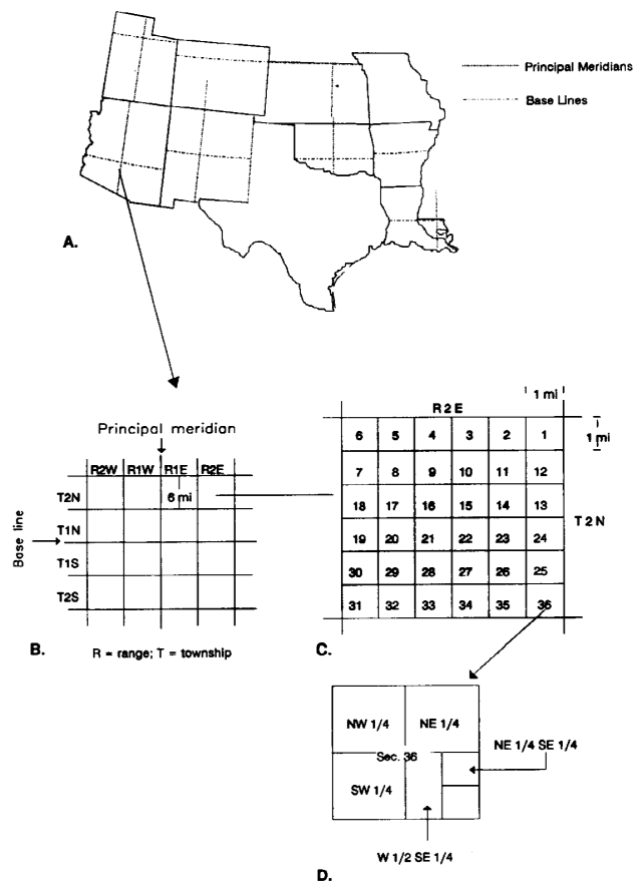 Principal Meridians
Base Lines
A.
Principal meridian
R2W R1W R1E R2E
6 mi
T2N
T1N
T1S
T2S
Base line
B.
R = range; T = township
1 mi
R2E
1 mi
6 5 4 3 2 1
7 8 9 10 11 12
18 17 16 15 14 13
T2N
19 20 21 22 23 24
30 29 28 27 26 25
31 32 33 34 35 36
C.
NW 1/4 NE 1/4
NE 1/4 SE 1/4
Sec. 36
SW 1/4
W 1/2 SE 1/4
D.